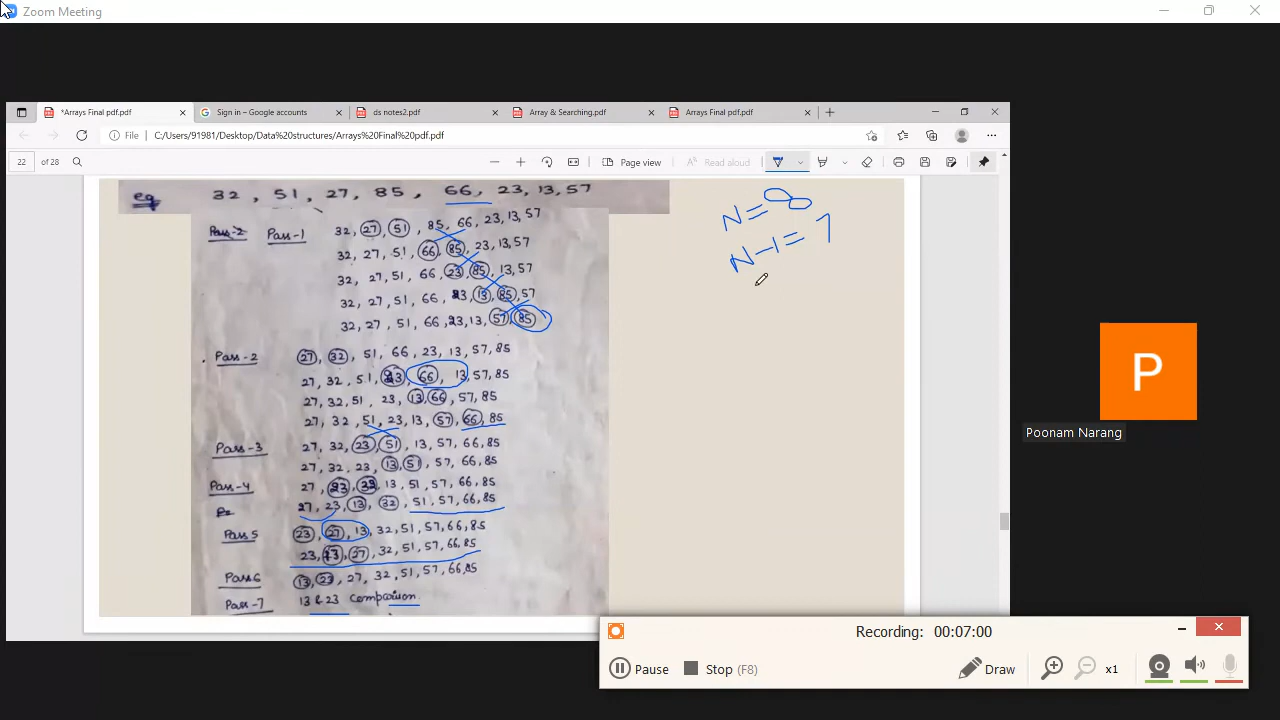 Zoom Meeting
*Arrays Final pdf.pdf
Sign in – Google accounts
ds notes2.pdf
Array & Searching.pdf
Arrays Final pdf.pdf
File
C:/Users/91981/Desktop/Data%20structures/Arrays%20Final%20pdf.pdf
22 of 28
Page view
Read aloud
eg 32, 51, 27, 85, 66, 23, 13, 57
Pass-2 Pass-1 32, 27, 51, 85, 66, 23, 13, 57
32, 27, 51, 66, 85, 23, 13, 57
32, 27, 51, 66, 23, 85, 13, 57
32, 27, 51, 66, 23, 13, 85, 57
32, 27, 51, 66, 23, 13, 57, 85
Pass-2 27, 32, 51, 66, 23, 13, 57, 85
27, 32, 51, 23, 66, 13, 57, 85
27, 32, 51, 23, 13, 66, 57, 85
27, 32, 51, 23, 13, 57, 66, 85
Pass-3 27, 32, 23, 51, 13, 57, 66, 85
27, 32, 23, 13, 51, 57, 66, 85
Pass-4 27, 23, 32, 13, 51, 57, 66, 85
27, 23, 13, 32, 51, 57, 66, 85
Pass 5 23, 27, 13, 32, 51, 57, 66, 85
23, 13, 27, 32, 51, 57, 66, 85
Pass 6 13, 23, 27, 32, 51, 57, 66, 85
Pass-7 13 & 23 Comparison.
N=8
N-1=7
P
Poonam Narang
Recording: 00:07:00
Pause
Stop (F8)
Draw
x1